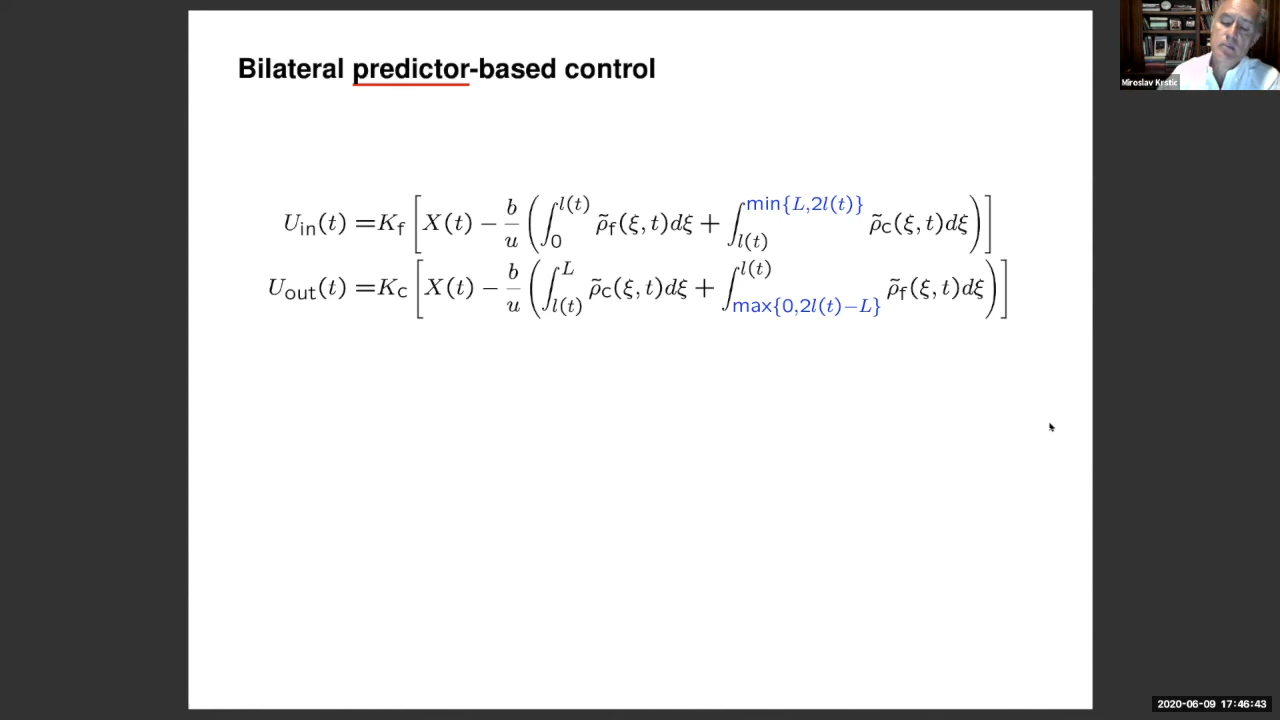 Bilateral predictor-based control
Miroslav Krstic
U_in(t) =K_f [ X(t) − b/u ( ∫_0^{l(t)} ρ̃_f(ξ,t)dξ + ∫_{l(t)}^{min{L,2l(t)}} ρ̃_c(ξ,t)dξ ) ]
U_out(t) =K_c [ X(t) − b/u ( ∫_{l(t)}^{L} ρ̃_c(ξ,t)dξ + ∫_{max{0,2l(t)−L}}^{l(t)} ρ̃_f(ξ,t)dξ ) ]
2020-06-09 17:46:43